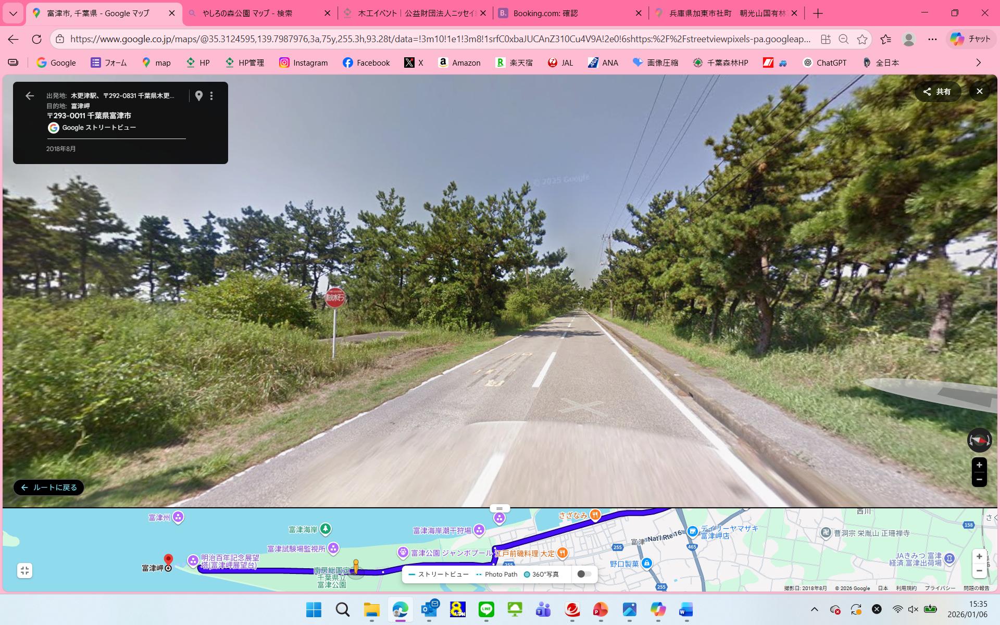 富津市, 千葉県 - Google マップ
やしろの森公園 マップ - 検索
木工イベント｜公益財団法人ニッセイ
Booking.com: 確認
兵庫県加東市社町　朝光山国有林
https://www.google.co.jp/maps/@35.3124595,139.7987976,3a,75y,255.3h,93.28t/data=!3m10!1e1!3m8!1srfC0xbaJUCAnZ310Cu4V9A!2e0!6shttps:%2F%2Fstreetviewpixels-pa.googleap...
チャット
Google
フォーム
map
HP
HP管理
Instagram
Facebook
X
Amazon
楽天宿
JAL
ANA
画像圧縮
千葉森林HP
ChatGPT
全日本
出発地: 木更津駅、〒292-0831 千葉県木更...
目的地: 富津岬
〒293-0011 千葉県富津市
Google ストリートビュー
2018年8月
共有
© 2025 Google
ルートに戻る
富津州
富津海岸
富津試験場監視所
富津海岸潮干狩場
さざなみ
富津
Nat'l Rte 16
デイリーヤマザキ
富津岬店
西川
さく
158
曹洞宗 栄胤山 正珊禅寺
明治百年記念展望
塔(富津岬展望台)
富津岬
富津公園 ジャンボプール
江戸前磯料理 大定
255
465
255
野口製菓
JAきみつ 富津
経済 富津出荷場
南房総国定
千葉県立
富津公園
ストリートビュー
Photo Path
360°写真
255
撮影日: 2018年8月
© 2026 Google
日本
利用規約
プライバシー
問題の報告
15:35
2026/01/06